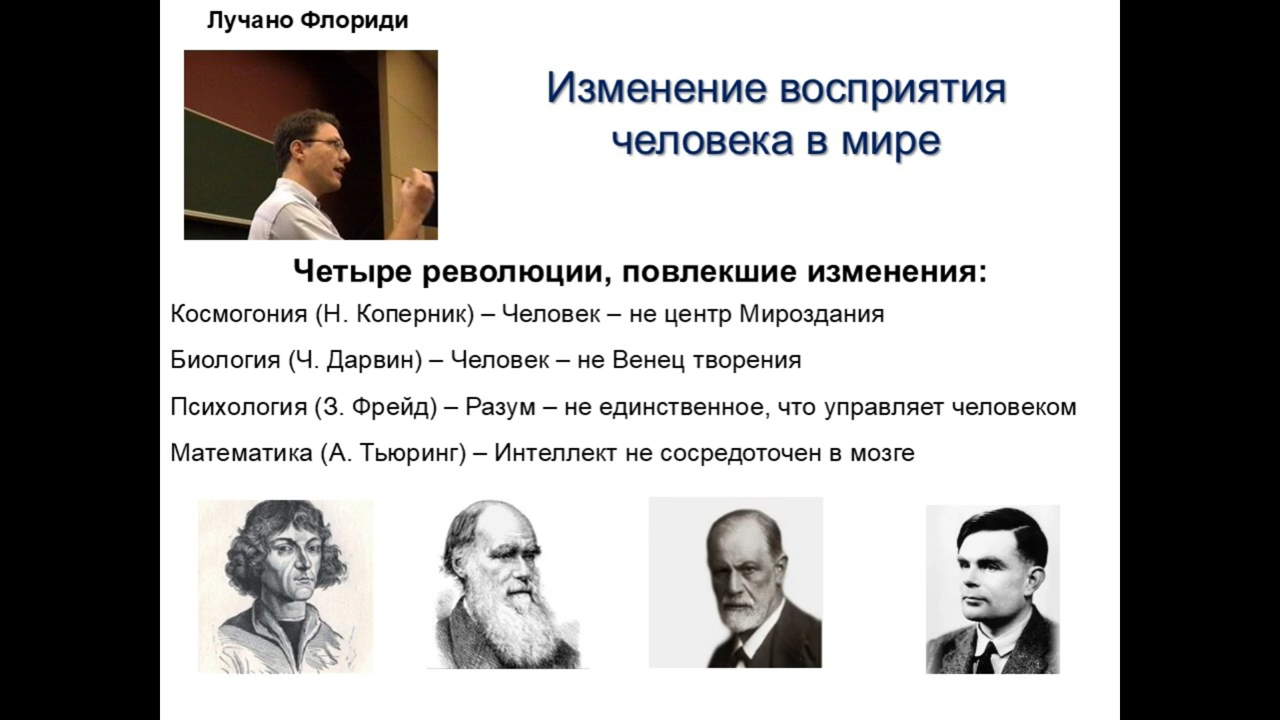 Лучано Флориди
Изменение восприятия
человека в мире
Четыре революции, повлекшие изменения:
Космогония (Н. Коперник) – Человек – не центр Мироздания
Биология (Ч. Дарвин) – Человек – не Венец творения
Психология (З. Фрейд) – Разум – не единственное, что управляет человеком
Математика (А. Тьюринг) – Интеллект не сосредоточен в мозге